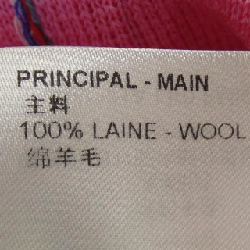 PRINCIPAL - MAIN
主料
100% LAINE - WOOL
绵羊毛